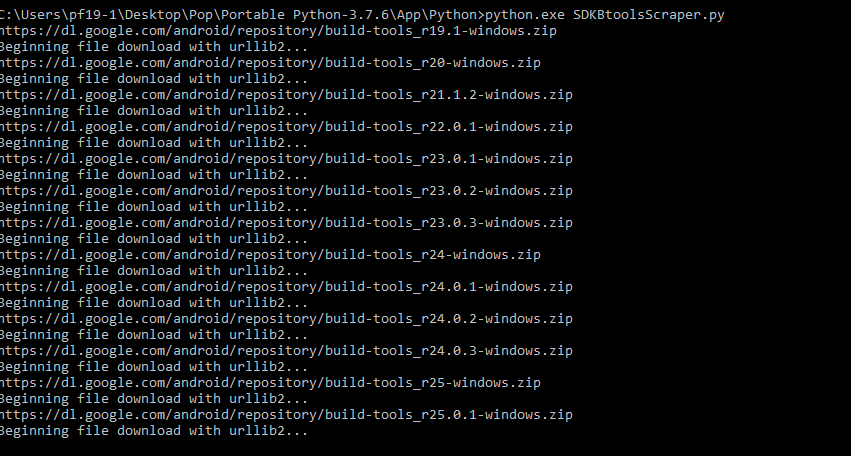 C:\Users\pf19-1\Desktop\Pop\Portable Python-3.7.6\App\Python>python.exe SDKBtoolsScraper.py
https://dl.google.com/android/repository/build-tools_r19.1-windows.zip
Beginning file download with urllib2...
https://dl.google.com/android/repository/build-tools_r20-windows.zip
Beginning file download with urllib2...
https://dl.google.com/android/repository/build-tools_r21.1.2-windows.zip
Beginning file download with urllib2...
https://dl.google.com/android/repository/build-tools_r22.0.1-windows.zip
Beginning file download with urllib2...
https://dl.google.com/android/repository/build-tools_r23.0.1-windows.zip
Beginning file download with urllib2...
https://dl.google.com/android/repository/build-tools_r23.0.2-windows.zip
Beginning file download with urllib2...
https://dl.google.com/android/repository/build-tools_r23.0.3-windows.zip
Beginning file download with urllib2...
https://dl.google.com/android/repository/build-tools_r24-windows.zip
Beginning file download with urllib2...
https://dl.google.com/android/repository/build-tools_r24.0.1-windows.zip
Beginning file download with urllib2...
https://dl.google.com/android/repository/build-tools_r24.0.2-windows.zip
Beginning file download with urllib2...
https://dl.google.com/android/repository/build-tools_r24.0.3-windows.zip
Beginning file download with urllib2...
https://dl.google.com/android/repository/build-tools_r25-windows.zip
Beginning file download with urllib2...
https://dl.google.com/android/repository/build-tools_r25.0.1-windows.zip
Beginning file download with urllib2...